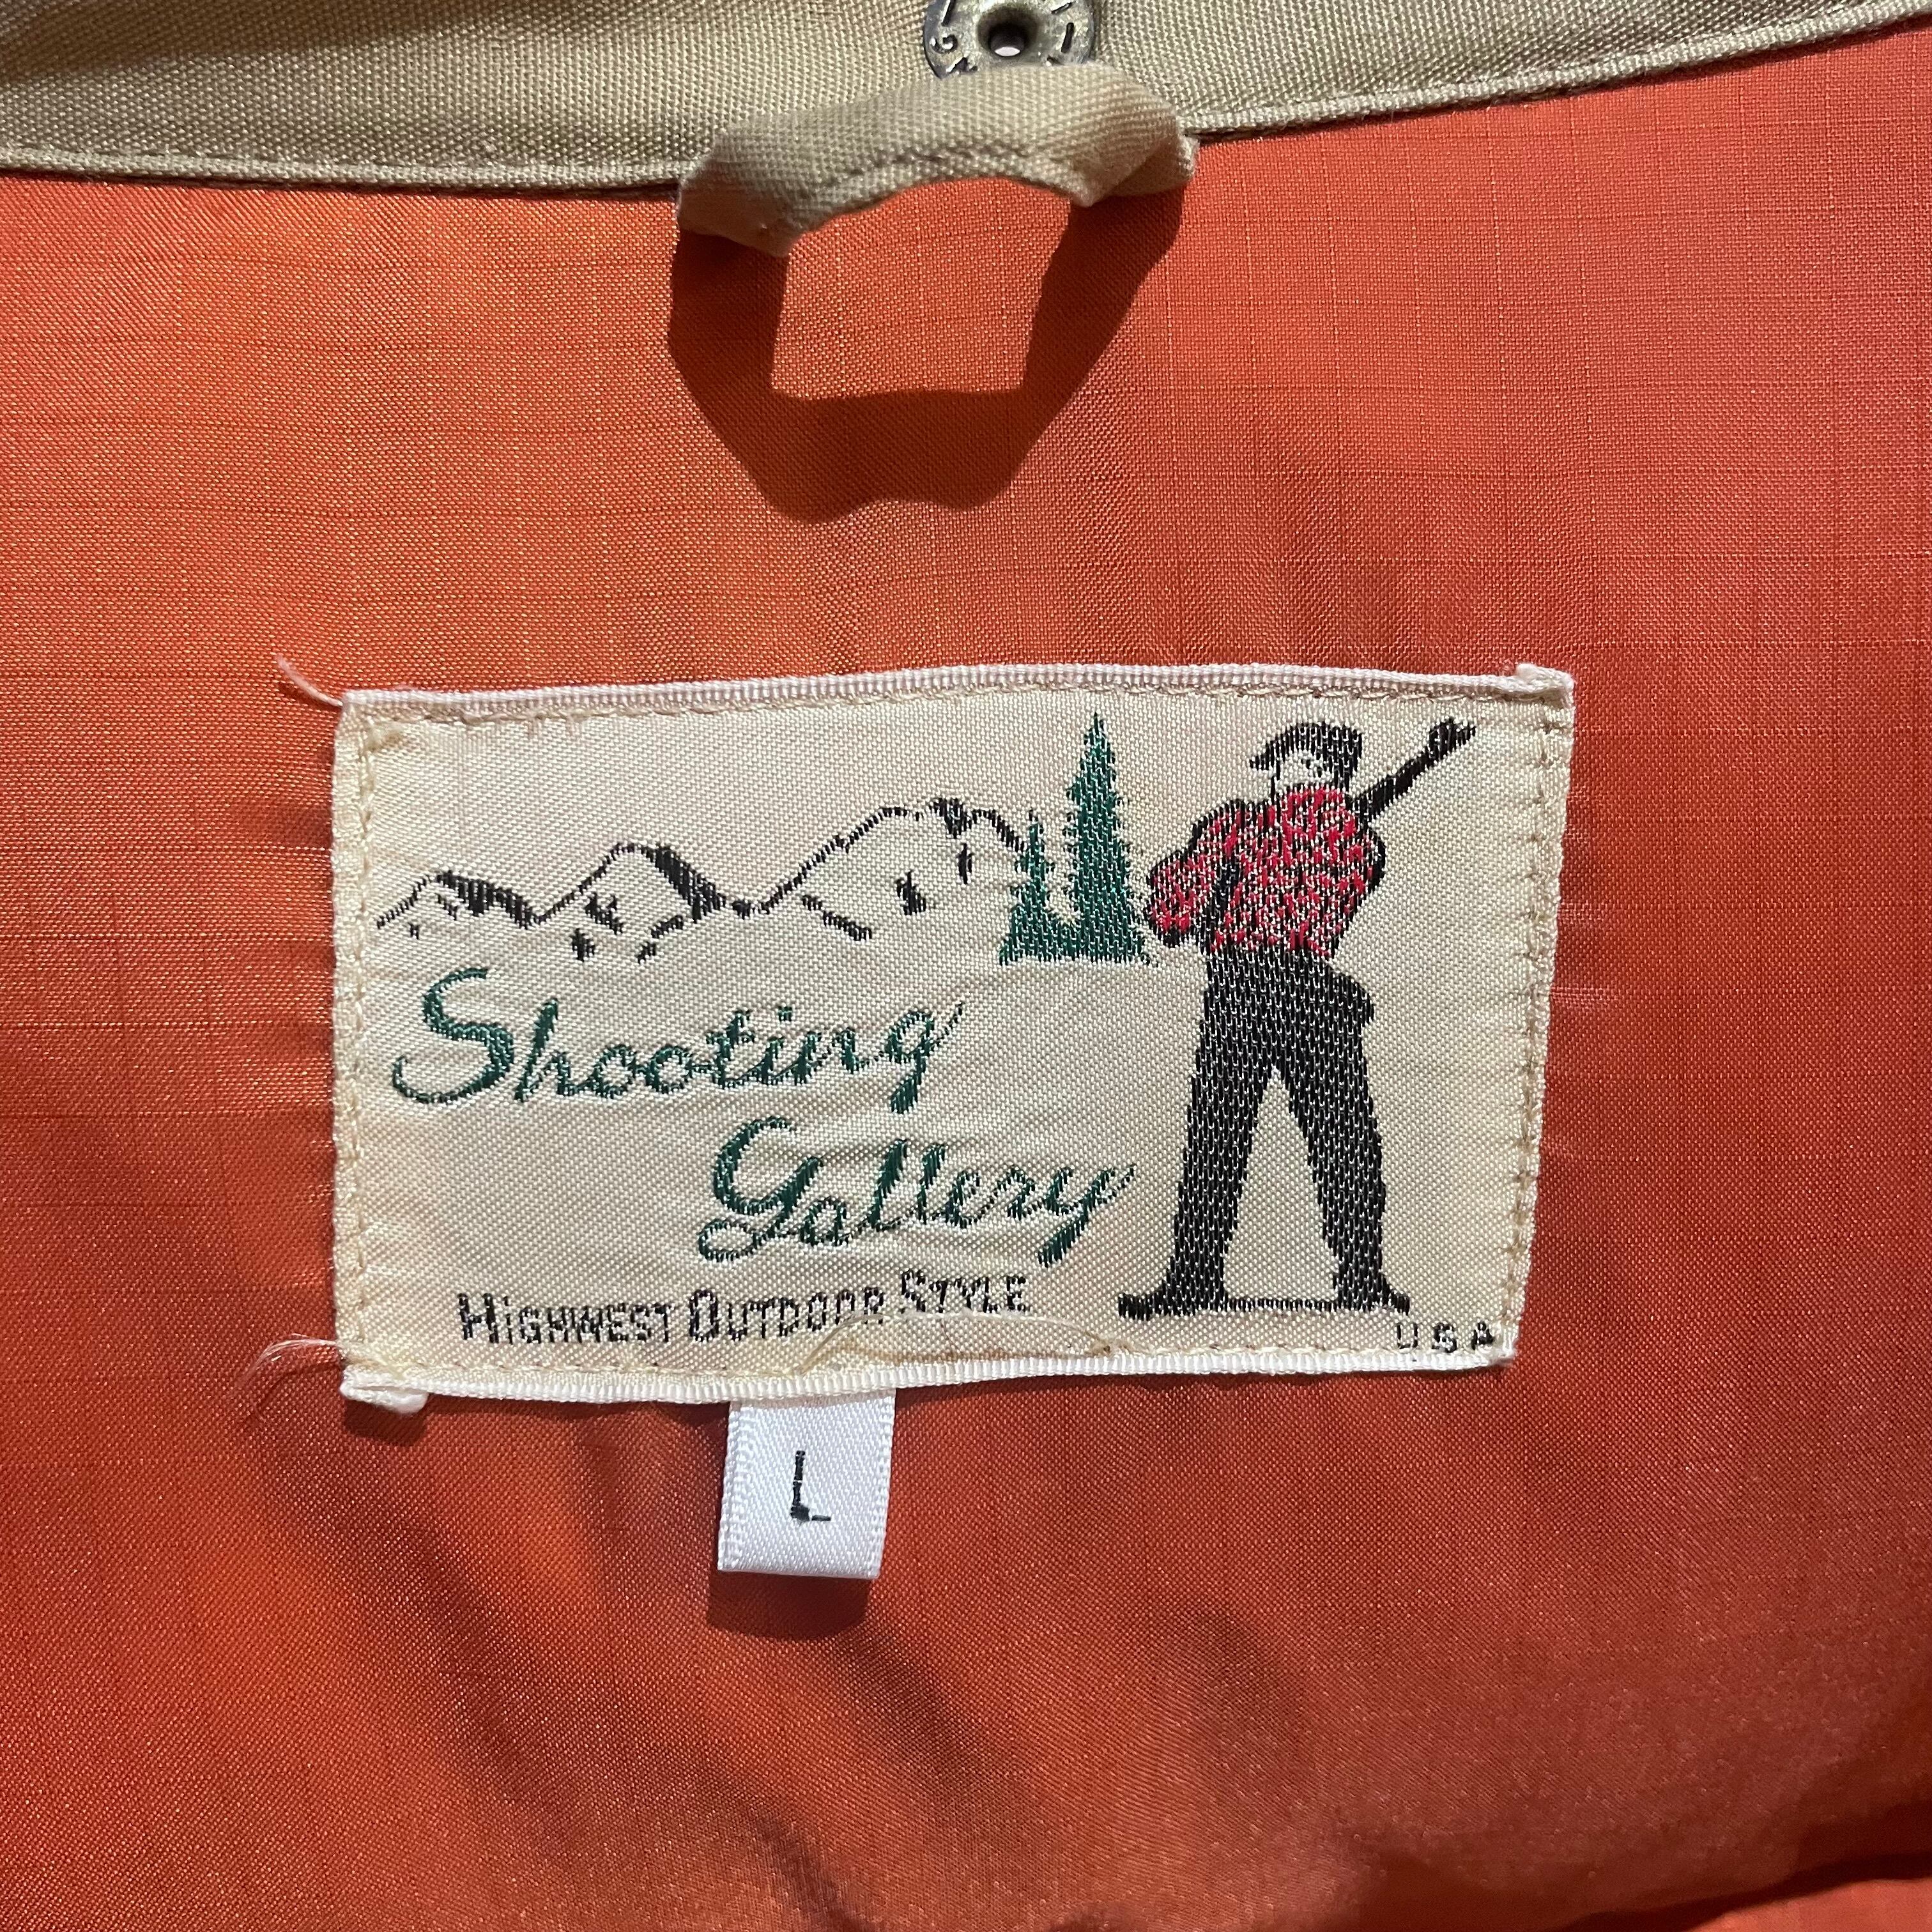 Shooting
Gallery
HIGHWEST OUTDOOR STYLE
USA
L